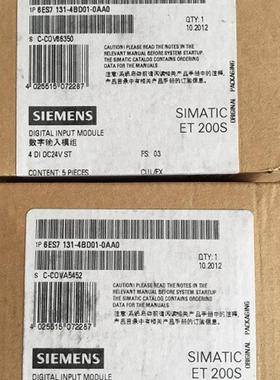 1P 6ES7 131-4BD01-0AA0
QTY: 1
10.2012
S C-COV86350
CAUTION! PLEASE READ THE NOTES IN THE
RELEVANT MANUAL BEFORE SYSTEM STARTUP
THE SIMATIC CATALOG CONTAINS ORDERING
DATA FOR THE MANUALS
4 025515 072287
SIEMENS
SIMATIC
ET 200S
ORIGINAL PACKAGING
DIGITAL INPUT MODULE
数字输入模组
4 DI DC24V ST
FS: 03
CONTENT: 5 PIECES
CUL/EX
1P 6ES7 131-4BD01-0AA0
QTY: 1
10.2012
S C-COVA5452
CAUTION! PLEASE READ THE NOTES IN THE
RELEVANT MANUAL BEFORE SYSTEM STARTUP.
THE SIMATIC CATALOG CONTAINS ORDERING
DATA FOR THE MANUALS.
4 025515 072287
SIEMENS
SIMATIC
ET 200S
ORIGINAL PACKAGING
DIGITAL INPUT MODULE